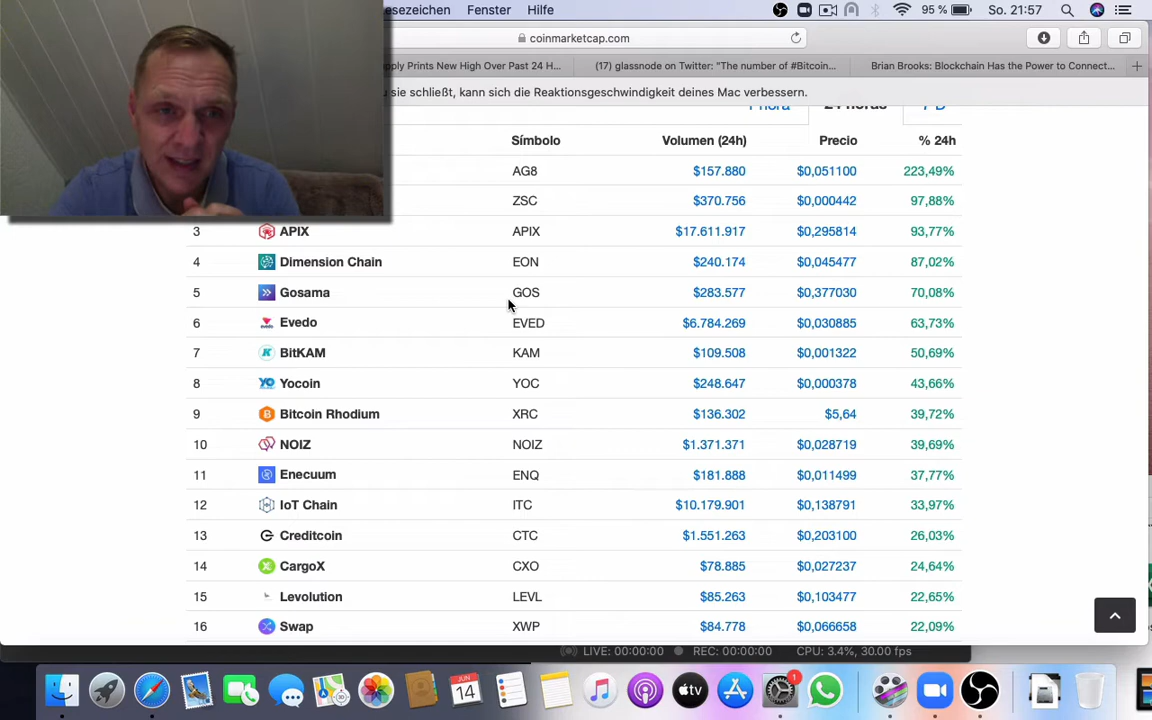 esezeichen Fenster Hilfe 95 % So. 21:57
coinmarketcap.com
pply Prints New High Over Past 24 H... (17) glassnode on Twitter: "The number of #Bitcoin... Brian Brooks: Blockchain Has the Power to Connect...
u sie schließt, kann sich die Reaktionsgeschwindigkeit deines Mac verbessern.
1 hora 24 horas 7 D
Símbolo Volumen (24h) Precio % 24h
AG8 $157.880 $0,051100 223,49%
ZSC $370.756 $0,000442 97,88%
3 APIX APIX $17.611.917 $0,295814 93,77%
4 Dimension Chain EON $240.174 $0,045477 87,02%
5 Gosama GOS $283.577 $0,377030 70,08%
6 Evedo EVED $6.784.269 $0,030885 63,73%
7 BitKAM KAM $109.508 $0,001322 50,69%
8 Yocoin YOC $248.647 $0,000378 43,66%
9 Bitcoin Rhodium XRC $136.302 $5,64 39,72%
10 NOIZ NOIZ $1.371.371 $0,028719 39,69%
11 Enecuum ENQ $181.888 $0,011499 37,77%
12 IoT Chain ITC $10.179.901 $0,138791 33,97%
13 Creditcoin CTC $1.551.263 $0,203100 26,03%
14 CargoX CXO $78.885 $0,027237 24,64%
15 Levolution LEVL $85.263 $0,103477 22,65%
16 Swap XWP $84.778 $0,066658 22,09%
LIVE: 00:00:00 REC: 00:00:00 CPU: 3.4%, 30.00 fps
JUN
14
tv
1